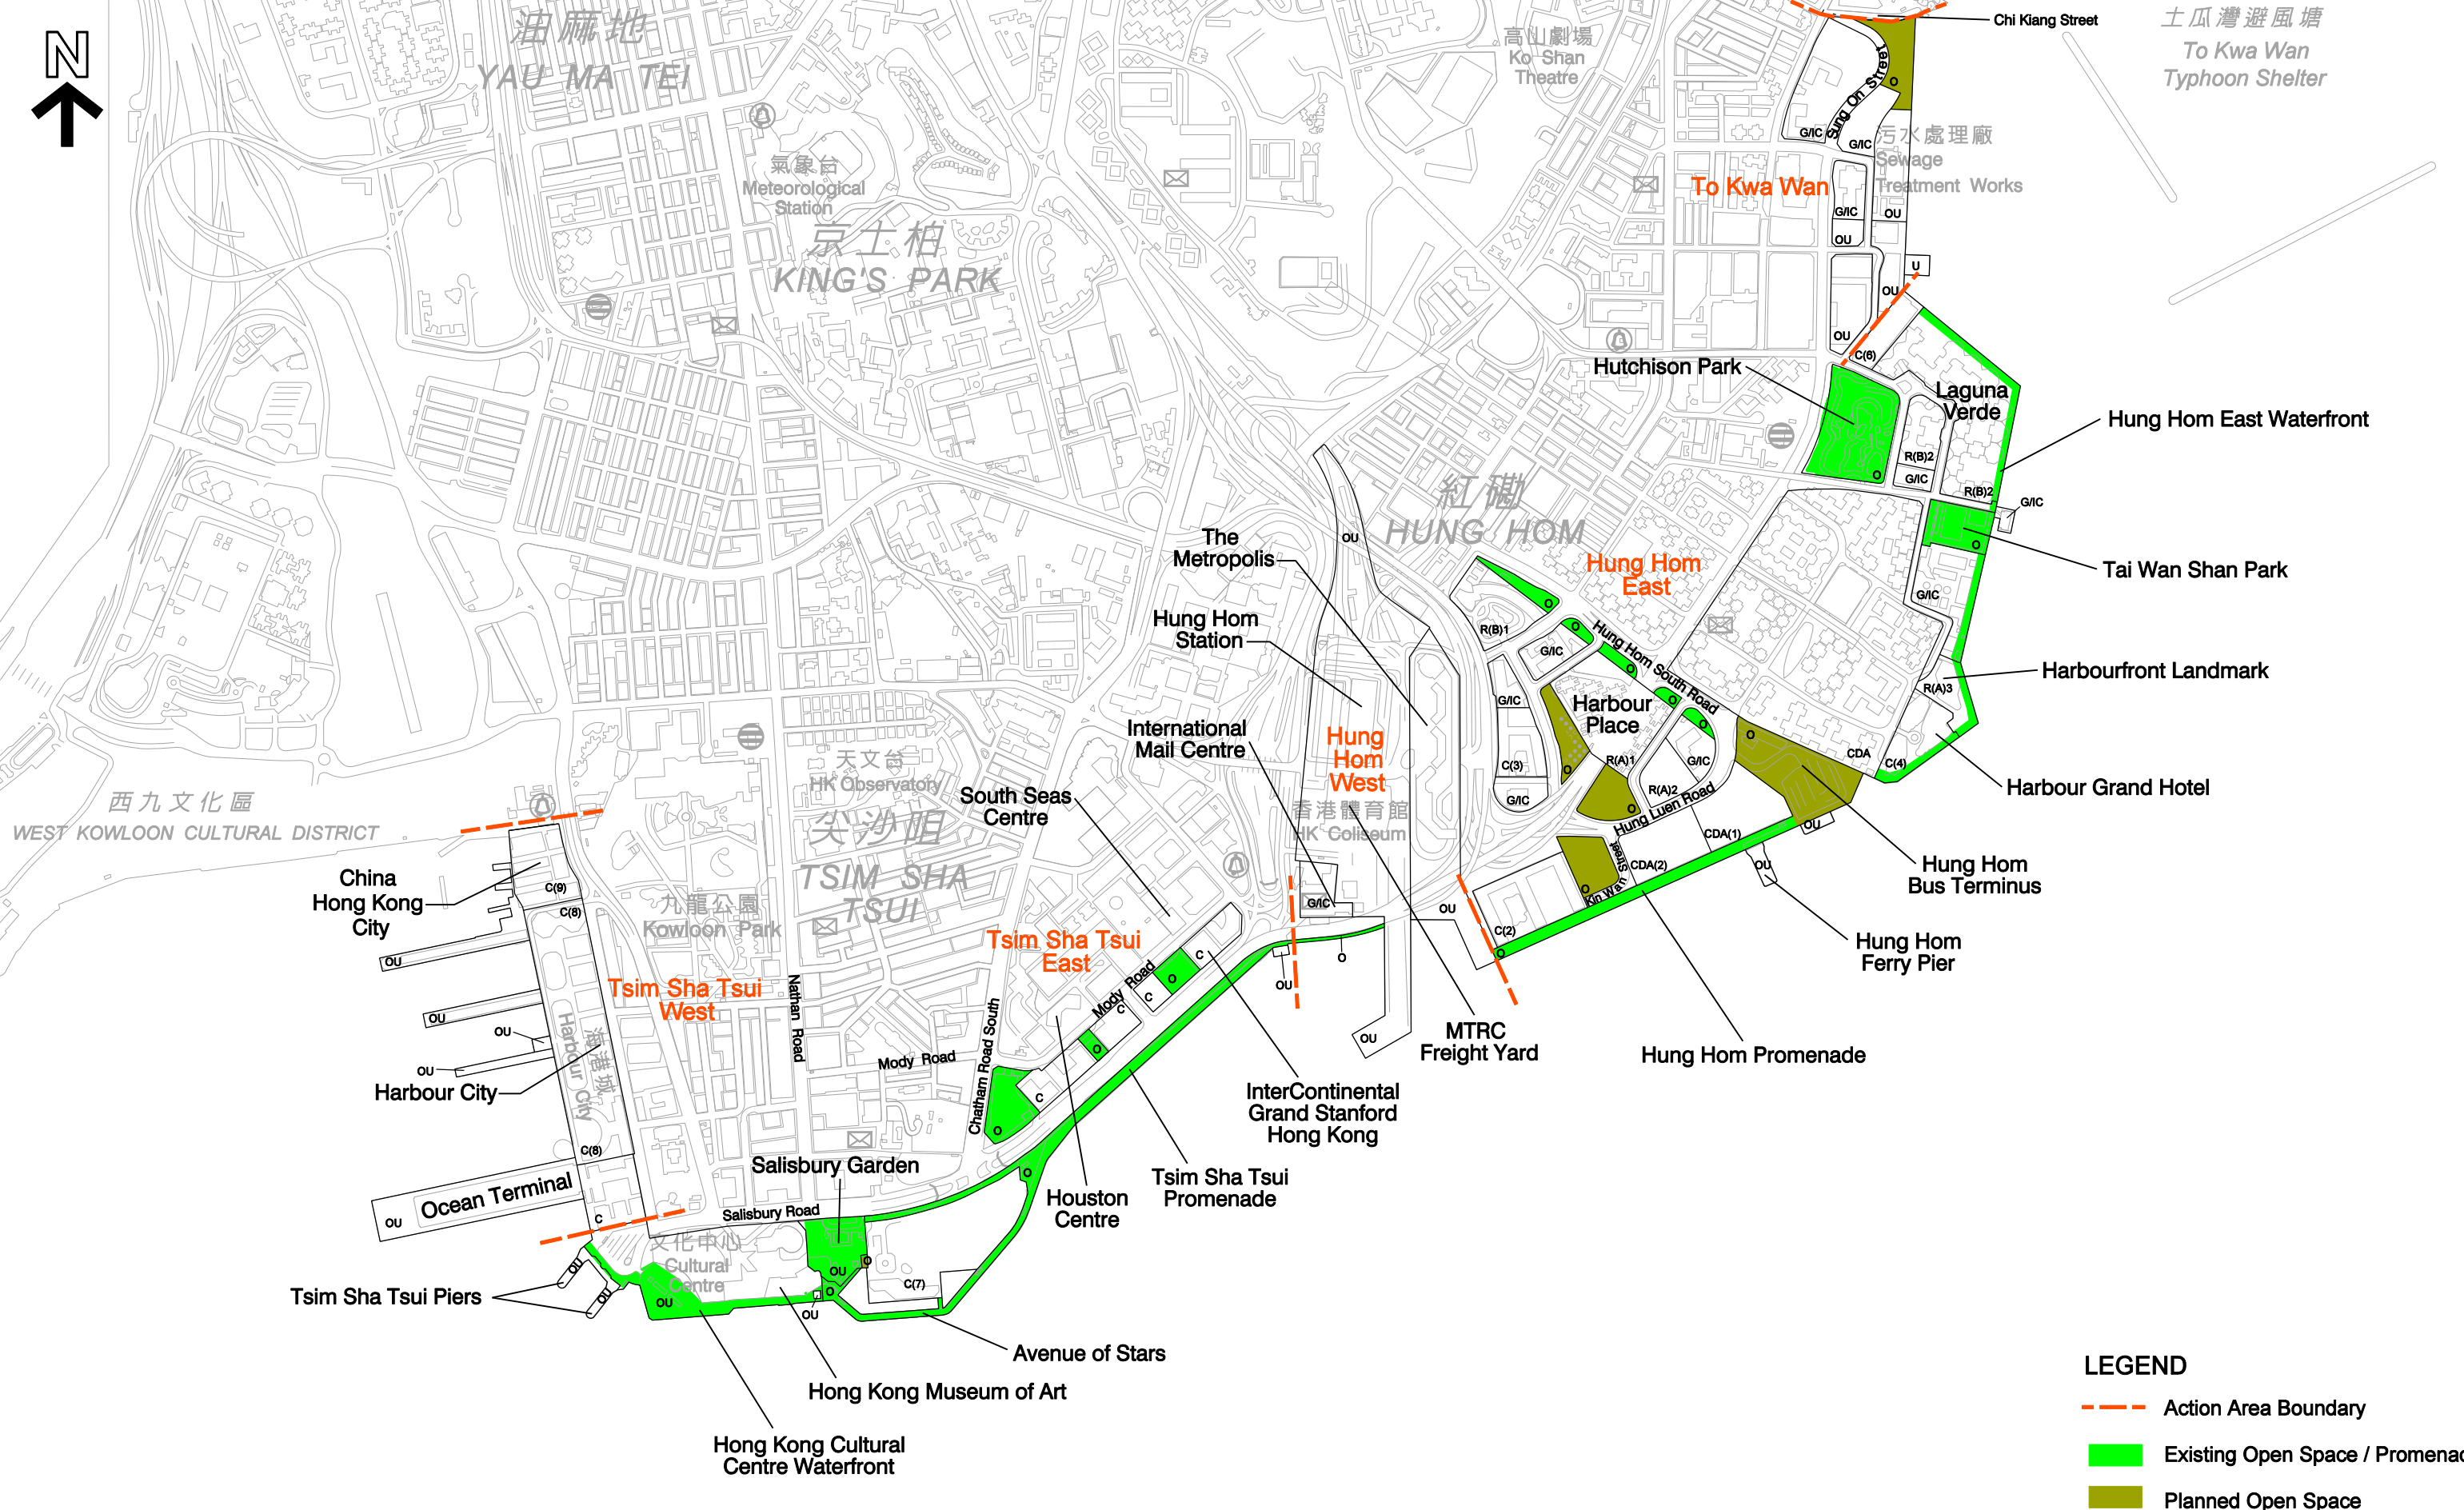 N
油麻地
YAU MA TEI
氣象台
Meteorological
Station
京士柏
KING'S PARK
高山劇場
Ko Shan
Theatre
Chi Kiang Street
土瓜灣避風塘
To Kwa Wan
Typhoon Shelter
Sung On Street
O
G/IC
G/IC
污水處理廠
Sewage
Treatment Works
To Kwa Wan
G/IC
OU
OU
U
OU
OU
C(6)
Hutchison Park
Laguna
Verde
Hung Hom East Waterfront
R(B)2
G/IC
O
R(B)2
G/IC
O
Tai Wan Shan Park
G/IC
紅磡
HUNG HOM
Hung Hom
East
The
Metropolis
OU
Hung Hom
Station
R(B)1
O
O
G/IC
Hung Hom South Road
O
O
O
Harbourfront Landmark
R(A)3
G/IC
Harbour
Place
International
Mail Centre
Hung
Hom
West
C(3)
G/IC
O
R(A)1
G/IC
R(A)2
O
O
CDA
C(4)
Harbour Grand Hotel
Hung Luen Road
CDA(1)
OU
香港體育館
HK Coliseum
天文台
HK Observatory
South Seas
Centre
尖沙咀
TSIM SHA
TSUI
西九文化區
WEST KOWLOON CULTURAL DISTRICT
China
Hong Kong
City
C(9)
C(8)
九龍公園
Kowloon Park
G/IC
OU
C(2)
O
O
Kin Wan Street
CDA(2)
OU
Hung Hom
Bus Terminus
Hung Hom
Ferry Pier
Tsim Sha Tsui
East
Tsim Sha Tsui
West
OU
OU
OU
OU
Harbour City
海港城
Harbour City
Nathan Road
Mody Road
Chatham Road South
Mody Road
C
O
C
C
O
C
O
OU
O
OU
MTRC
Freight Yard
Hung Hom Promenade
InterContinental
Grand Stanford
Hong Kong
C(8)
Ocean Terminal
OU
C
Salisbury Garden
Salisbury Road
O
Houston
Centre
Tsim Sha Tsui
Promenade
文化中心
Cultural
Centre
OU
O
O
C(7)
OU
OU
OU
OU
Tsim Sha Tsui Piers
Avenue of Stars
Hong Kong Museum of Art
Hong Kong Cultural
Centre Waterfront
LEGEND
Action Area Boundary
Existing Open Space / Promenad
Planned Open Space